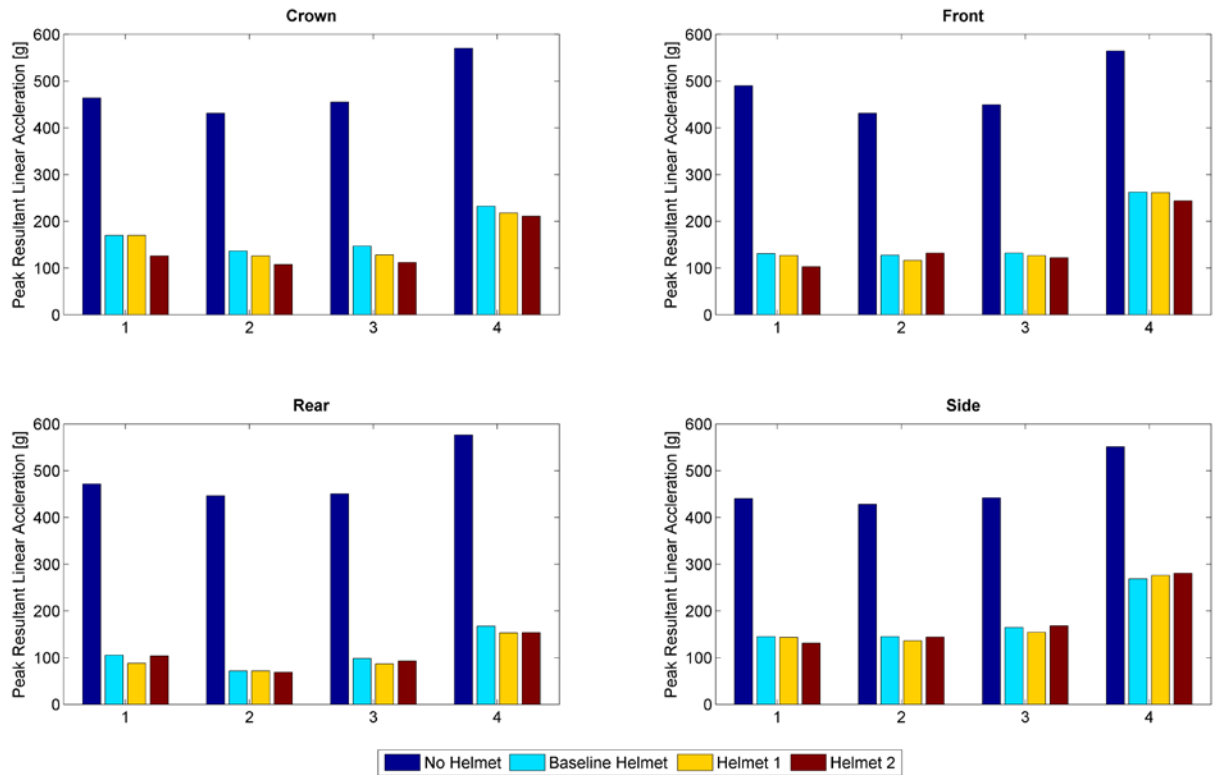 Crown
Peak Resultant Linear Accleration [g]
600
500
400
300
200
100
0
1 2 3 4
Front
Peak Resultant Linear Accleration [g]
600
500
400
300
200
100
0
1 2 3 4
Rear
Peak Resultant Linear Accleration [g]
600
500
400
300
200
100
0
1 2 3 4
Side
Peak Resultant Linear Accleration [g]
600
500
400
300
200
100
0
1 2 3 4
No Helmet Baseline Helmet Helmet 1 Helmet 2